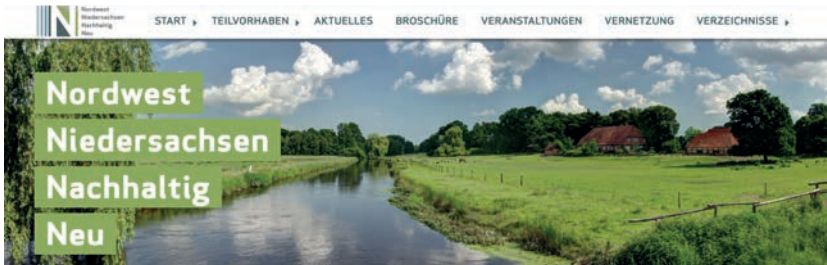 Nordwest
Niedersachsen
Nachhaltig
Neu
START TEILVORHABEN AKTUELLES BROSCHÜRE VERANSTALTUNGEN VERNETZUNG VERZEICHNISSE
Nordwest
Niedersachsen
Nachhaltig
Neu